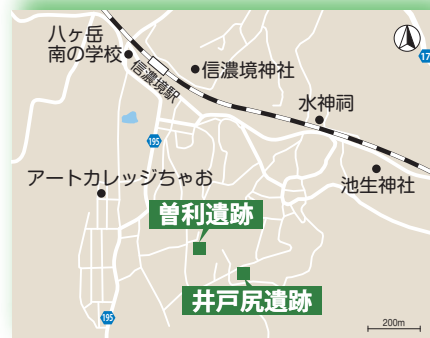 八ヶ岳
南の学校
信濃境駅
信濃境神社
17
水神祠
195
アートカレッジちゃお
池生神社
曽利遺跡
井戸尻遺跡
195
200m